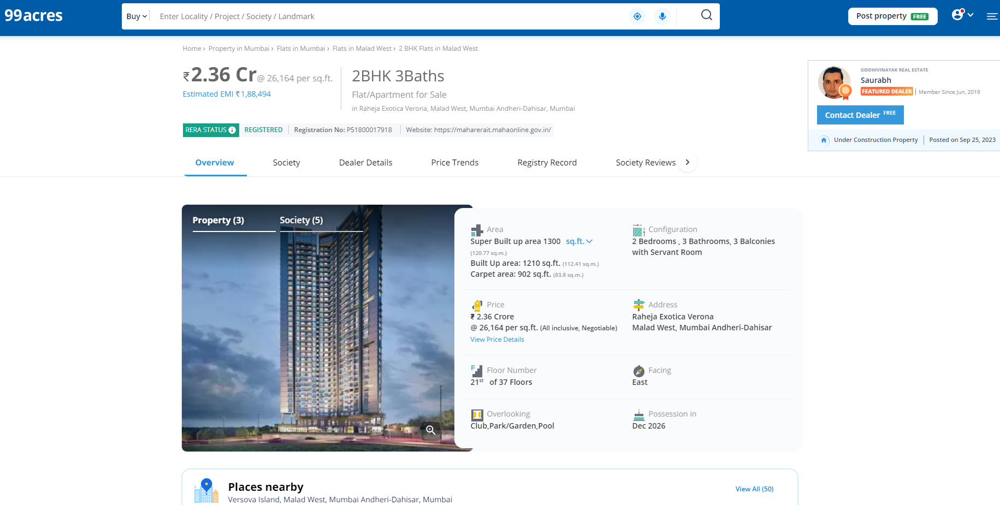 99acres
Buy
Enter Locality / Project / Society / Landmark
Post property FREE
Home › Property in Mumbai › Flats in Mumbai › Flats in Malad West › 2 BHK Flats in Malad West
₹ 2.36 Cr @ 26,164 per sq.ft.
Estimated EMI ₹ 1,88,494
2BHK 3Baths
Flat/Apartment for Sale
in Raheja Exotica Verona, Malad West, Mumbai Andheri-Dahisar, Mumbai
SIDDHIVINAYAK REAL ESTATE
Saurabh
FEATURED DEALER | Member Since Jun, 2019
Contact Dealer FREE
Under Construction Property | Posted on Sep 25, 2023
RERA STATUS i REGISTERED | Registration No: P51800017918 | Website: https://maharerait.mahaonline.gov.in/
Overview Society Dealer Details Price Trends Registry Record Society Reviews
Property (3) Society (5)
Area
Super Built up area 1300 sq.ft.
(120.77 sq.m.)
Built Up area: 1210 sq.ft. (112.41 sq.m.)
Carpet area: 902 sq.ft. (83.8 sq.m.)
Configuration
2 Bedrooms , 3 Bathrooms, 3 Balconies
with Servant Room
Price
₹ 2.36 Crore
@ 26,164 per sq.ft. (All inclusive, Negotiable)
View Price Details
Address
Raheja Exotica Verona
Malad West, Mumbai Andheri-Dahisar
F
Floor Number
21st of 37 Floors
Facing
East
Overlooking
Club,Park/Garden,Pool
Possession in
Dec 2026
Places nearby
Versova Island, Malad West, Mumbai Andheri-Dahisar, Mumbai
View All (50)